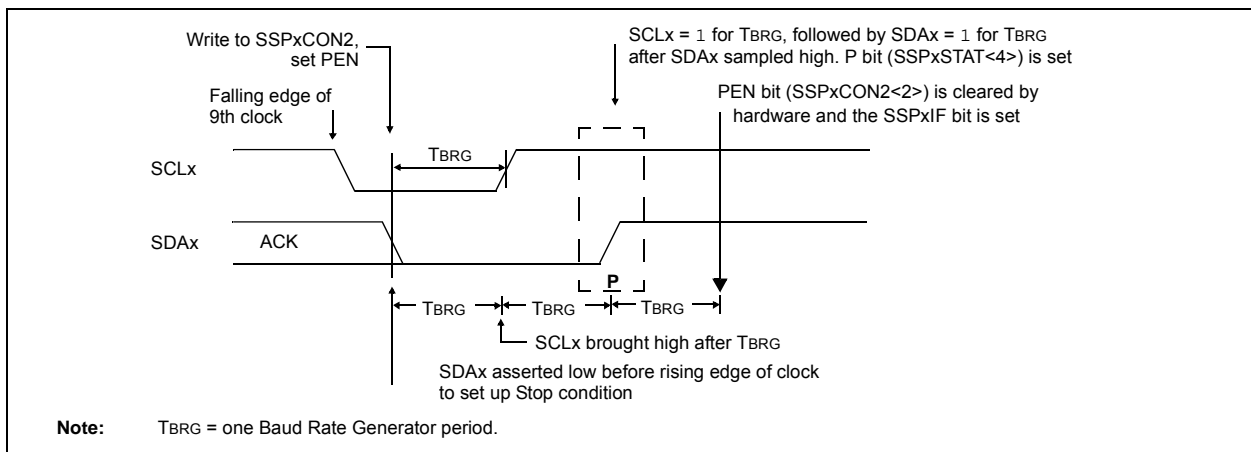 Write to SSPxCON2,
set PEN
SCLx = 1 for TBRG, followed by SDAx = 1 for TBRG
after SDAx sampled high. P bit (SSPxSTAT<4>) is set
Falling edge of
9th clock
PEN bit (SSPxCON2<2>) is cleared by
hardware and the SSPxIF bit is set
SCLx
TBRG
SDAx
ACK
P
TBRG
TBRG
TBRG
SCLx brought high after TBRG
SDAx asserted low before rising edge of clock
to set up Stop condition
Note: TBRG = one Baud Rate Generator period.